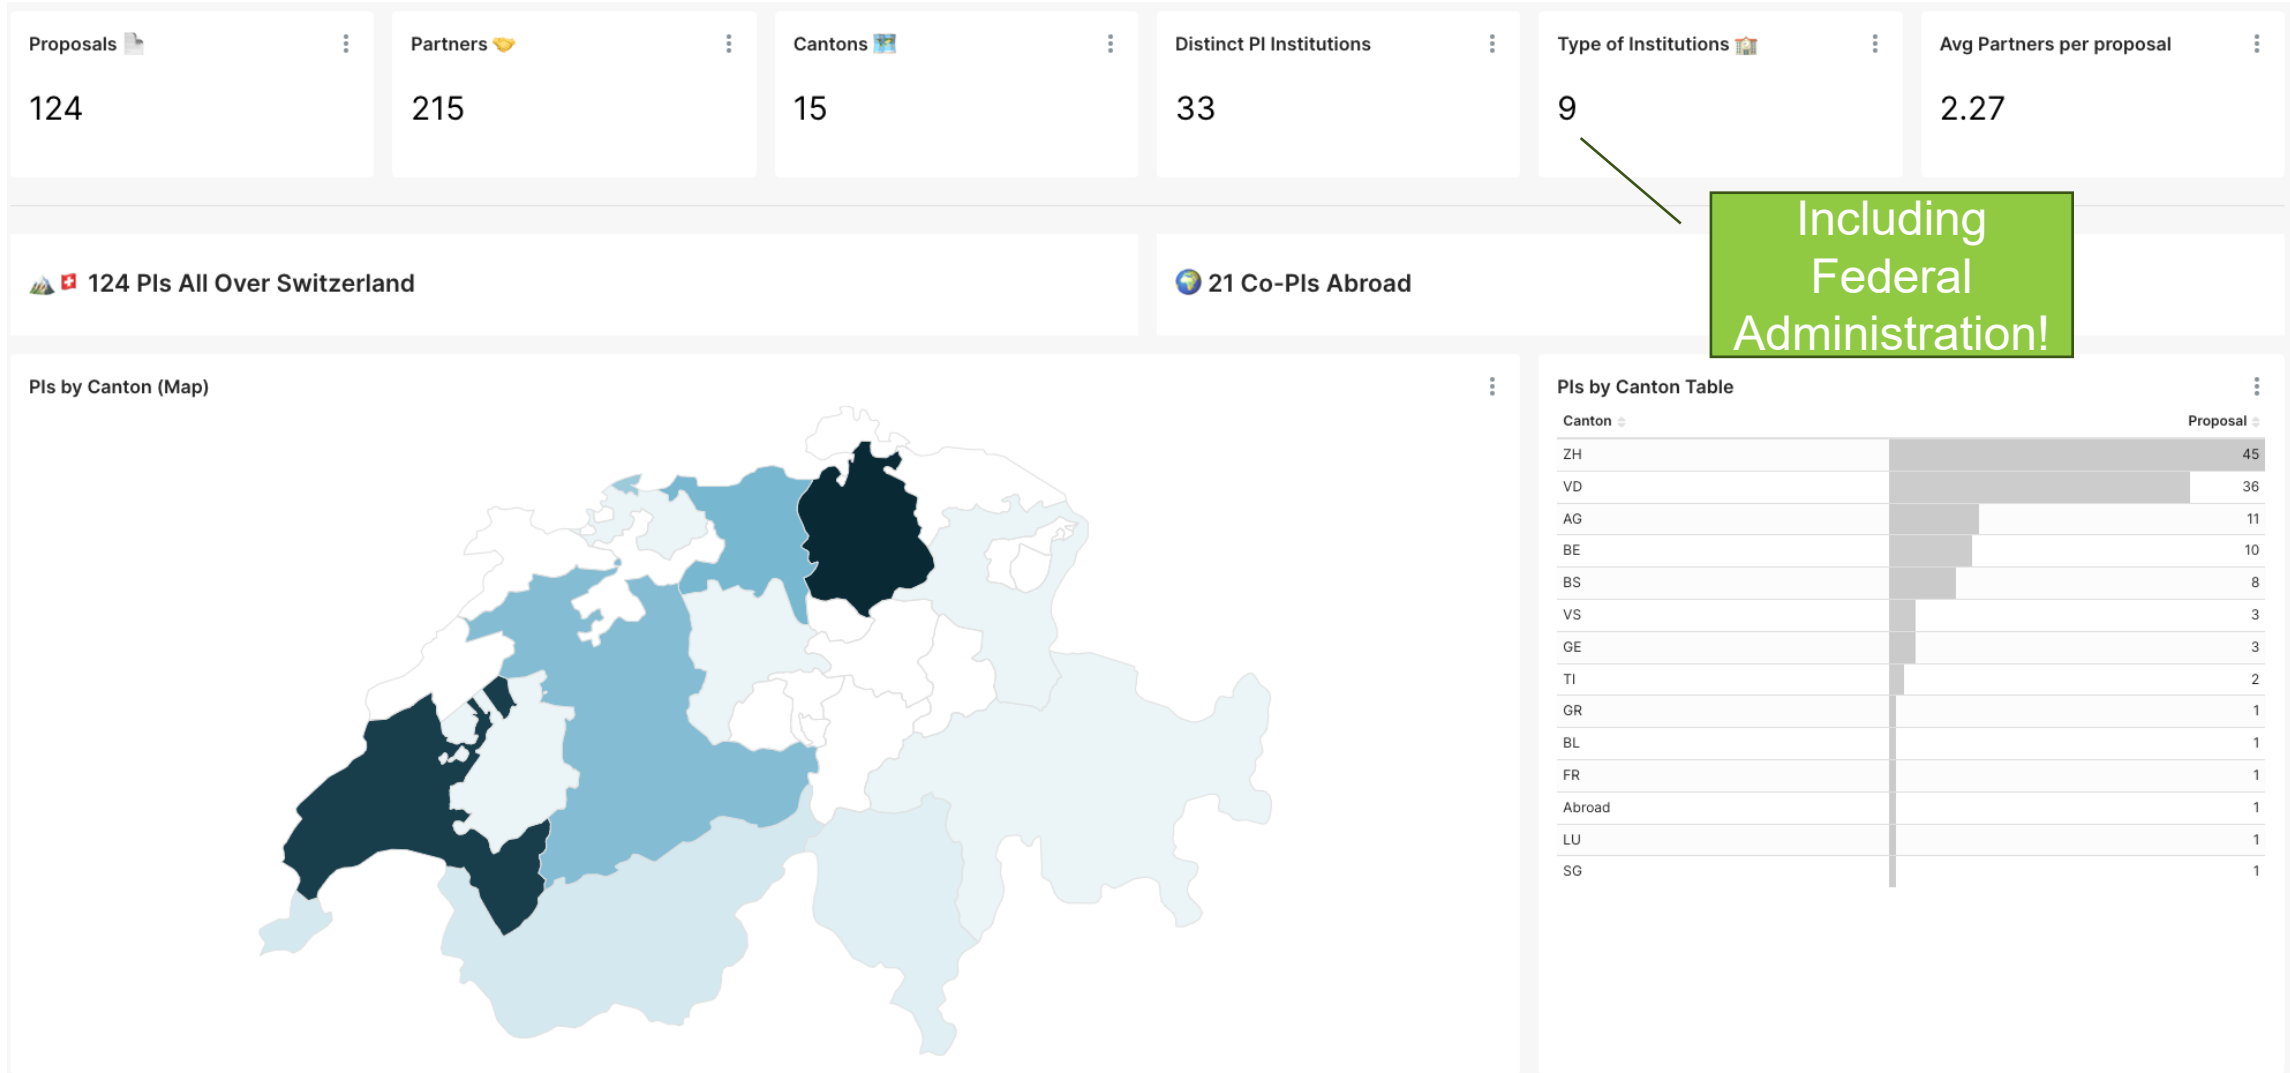 Proposals
Partners
Cantons
Distinct PI Institutions
Type of Institutions
Avg Partners per proposal
124
215
15
33
9
2.27
Including
Federal
Administration!
124 PIs All Over Switzerland
21 Co-PIs Abroad
PIs by Canton (Map)
PIs by Canton Table
Canton Proposal
ZH 45
VD 36
AG 11
BE 10
BS 8
VS 3
GE 3
TI 2
GR 1
BL 1
FR 1
Abroad 1
LU 1
SG 1